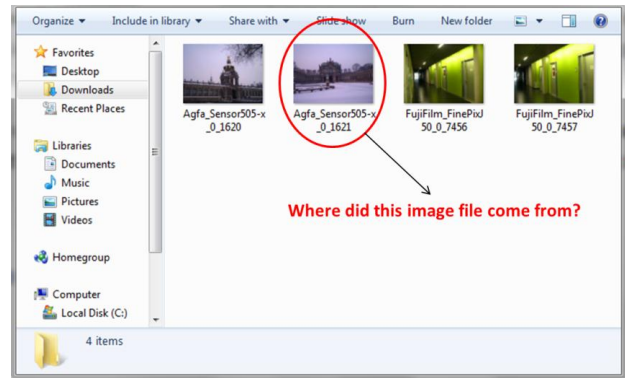 Organize Include in library Share with Slide show Burn New folder
Favorites
Desktop
Downloads
Recent Places
Libraries
Documents
Music
Pictures
Videos
Homegroup
Computer
Local Disk (C:)
Agfa_Sensor505-x
_0_1620
Agfa_Sensor505-x
_0_1621
FujiFilm_FinePixJ
50_0_7456
FujiFilm_FinePixJ
50_0_7457
Where did this image file come from?
4 items